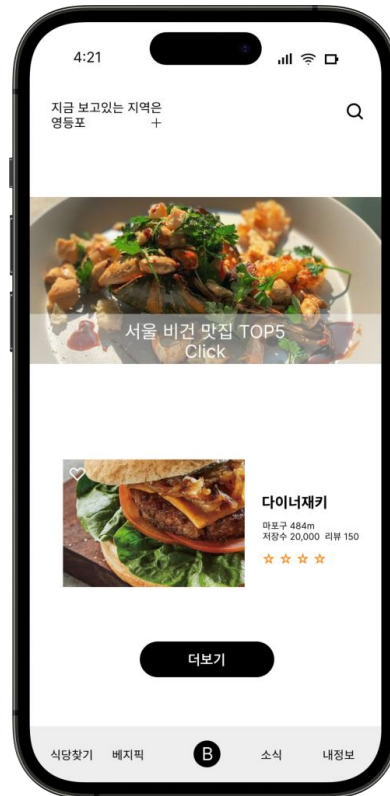 4:21
지금 보고있는 지역은
영등포 +
서울 비건 맛집 TOP5
Click
다이너재키
마포구 484m
저장수 20,000 리뷰 150
더보기
식당찾기 베지픽 B 소식 내정보